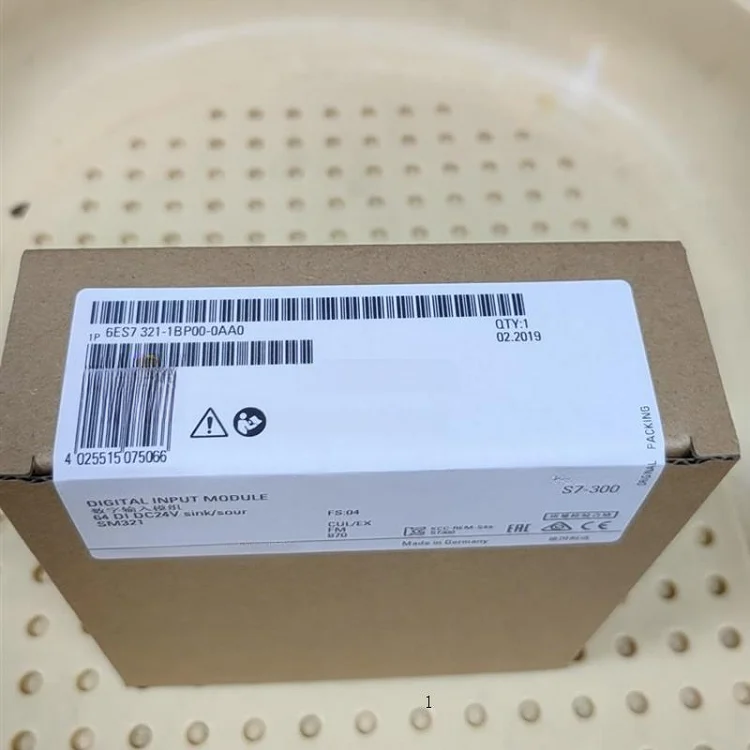 1P 6ES7 321-1BP00-0AA0
QTY:1
02.2019
4 025515 075066
ORIGINAL PACKING
DIGITAL INPUT MODULE
数字输入模组
64 DI DC24V sink/sour
SM321
S7-300
FS:04
CUL/EX
FM
EAC
CE
Made in Germany
1